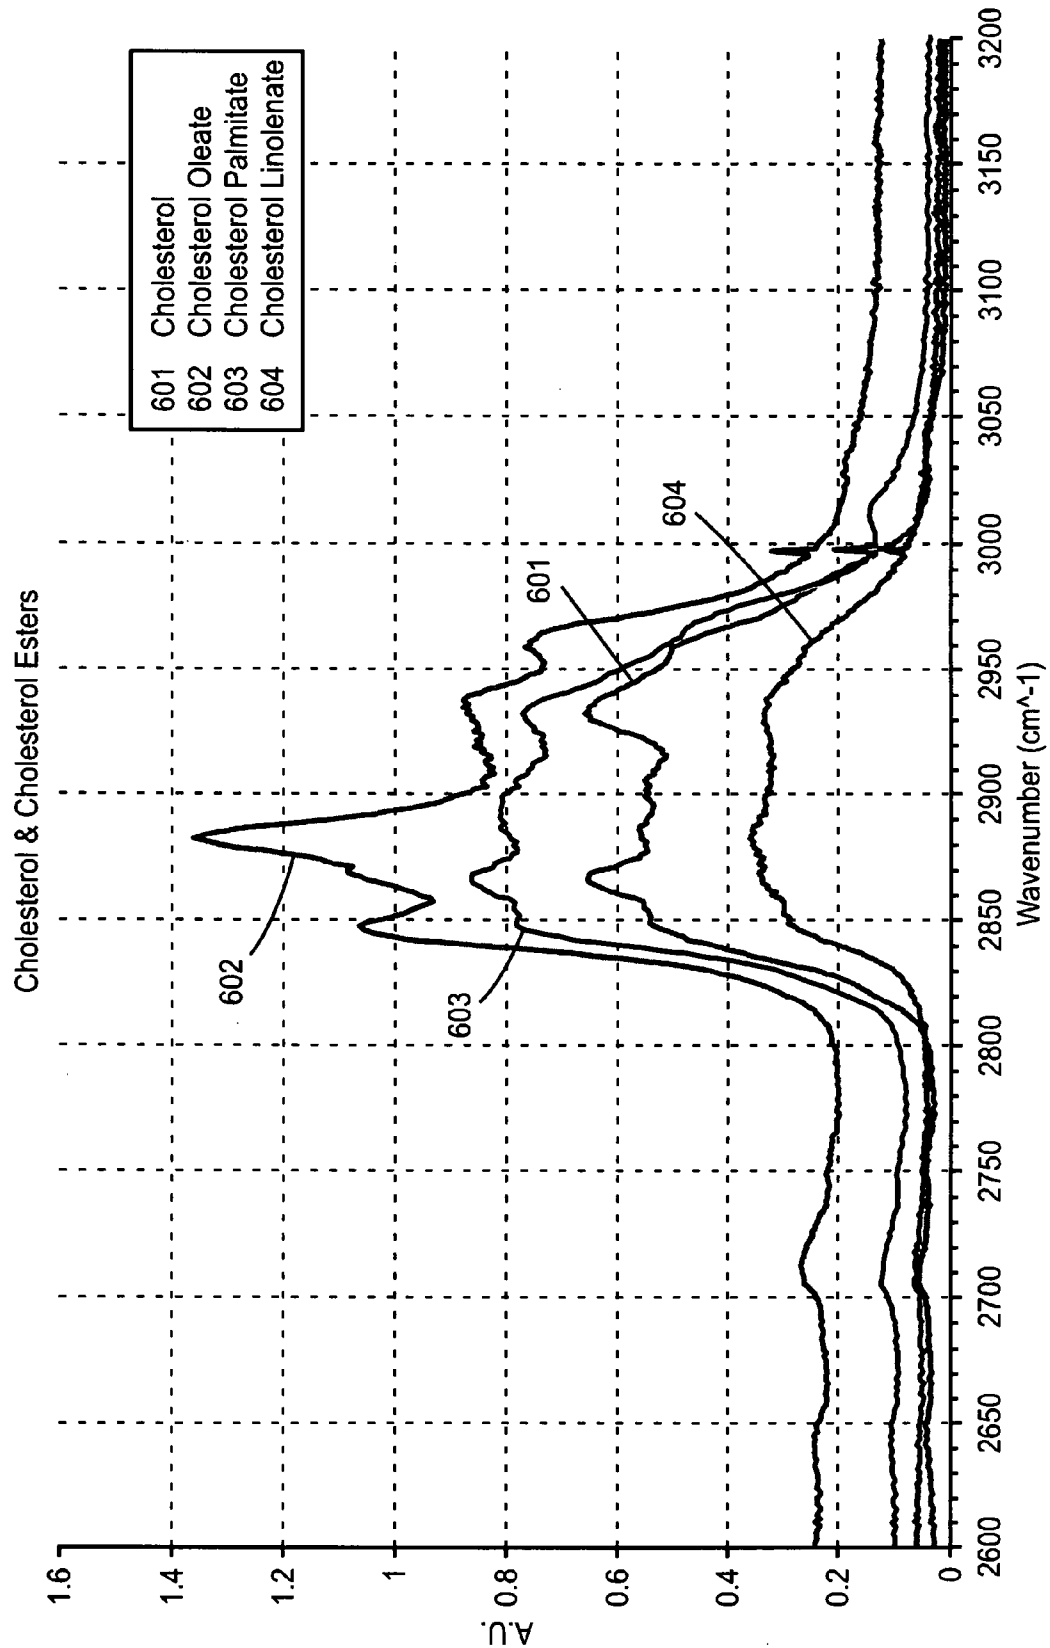 Cholesterol & Cholesterol Esters
601 Cholesterol
602 Cholesterol Oleate
603 Cholesterol Palmitate
604 Cholesterol Linolenate
602
603
601
604
1.6
1.4
1.2
1
0.8
0.6
0.4
0.2
0
A.U.
2600 2650 2700 2750 2800 2850 2900 2950 3000 3050 3100 3150 3200
Wavenumber (cm^-1)